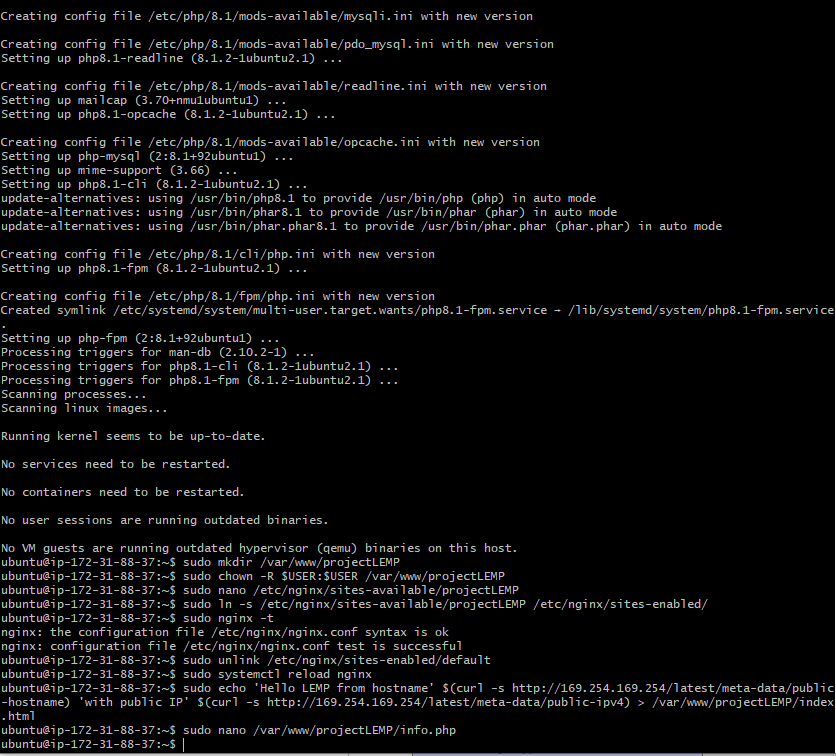 Creating config file /etc/php/8.1/mods-available/mysqli.ini with new version
Creating config file /etc/php/8.1/mods-available/pdo_mysql.ini with new version
Setting up php8.1-readline (8.1.2-1ubuntu2.1) ...
Creating config file /etc/php/8.1/mods-available/readline.ini with new version
Setting up mailcap (3.70+nmu1ubuntu1) ...
Setting up php8.1-opcache (8.1.2-1ubuntu2.1) ...
Creating config file /etc/php/8.1/mods-available/opcache.ini with new version
Setting up php-mysql (2:8.1+92ubuntu1) ...
Setting up mime-support (3.66) ...
Setting up php8.1-cli (8.1.2-1ubuntu2.1) ...
update-alternatives: using /usr/bin/php8.1 to provide /usr/bin/php (php) in auto mode
update-alternatives: using /usr/bin/phar8.1 to provide /usr/bin/phar (phar) in auto mode
update-alternatives: using /usr/bin/phar.phar8.1 to provide /usr/bin/phar.phar (phar.phar) in auto mode
Creating config file /etc/php/8.1/cli/php.ini with new version
Setting up php8.1-fpm (8.1.2-1ubuntu2.1) ...
Creating config file /etc/php/8.1/fpm/php.ini with new version
Created symlink /etc/systemd/system/multi-user.target.wants/php8.1-fpm.service → /lib/systemd/system/php8.1-fpm.service
.
Setting up php-fpm (2:8.1+92ubuntu1) ...
Processing triggers for man-db (2.10.2-1) ...
Processing triggers for php8.1-cli (8.1.2-1ubuntu2.1) ...
Processing triggers for php8.1-fpm (8.1.2-1ubuntu2.1) ...
Scanning processes...
Scanning linux images...
Running kernel seems to be up-to-date.
No services need to be restarted.
No containers need to be restarted.
No user sessions are running outdated binaries.
No VM guests are running outdated hypervisor (qemu) binaries on this host.
ubuntu@ip-172-31-88-37:~$ sudo mkdir /var/www/projectLEMP
ubuntu@ip-172-31-88-37:~$ sudo chown -R $USER:$USER /var/www/projectLEMP
ubuntu@ip-172-31-88-37:~$ sudo nano /etc/nginx/sites-available/projectLEMP
ubuntu@ip-172-31-88-37:~$ sudo ln -s /etc/nginx/sites-available/projectLEMP /etc/nginx/sites-enabled/
ubuntu@ip-172-31-88-37:~$ sudo nginx -t
nginx: the configuration file /etc/nginx/nginx.conf syntax is ok
nginx: configuration file /etc/nginx/nginx.conf test is successful
ubuntu@ip-172-31-88-37:~$ sudo unlink /etc/nginx/sites-enabled/default
ubuntu@ip-172-31-88-37:~$ sudo systemctl reload nginx
ubuntu@ip-172-31-88-37:~$ sudo echo 'Hello LEMP from hostname' $(curl -s http://169.254.169.254/latest/meta-data/public
-hostname) 'with public IP' $(curl -s http://169.254.169.254/latest/meta-data/public-ipv4) > /var/www/projectLEMP/index
.html
ubuntu@ip-172-31-88-37:~$ sudo nano /var/www/projectLEMP/info.php
ubuntu@ip-172-31-88-37:~$